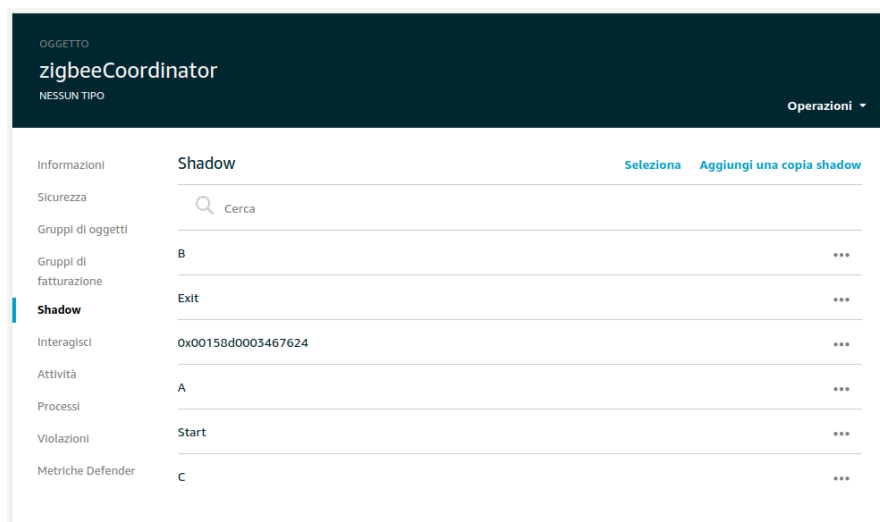 OGGETTO
zigbeeCoordinator
NESSUN TIPO
Operazioni
Informazioni
Sicurezza
Gruppi di oggetti
Gruppi di
fatturazione
Shadow
Interagisci
Attività
Processi
Violazioni
Metriche Defender
Shadow
Seleziona Aggiungi una copia shadow
Cerca
B
Exit
0x00158d0003467624
A
Start
C